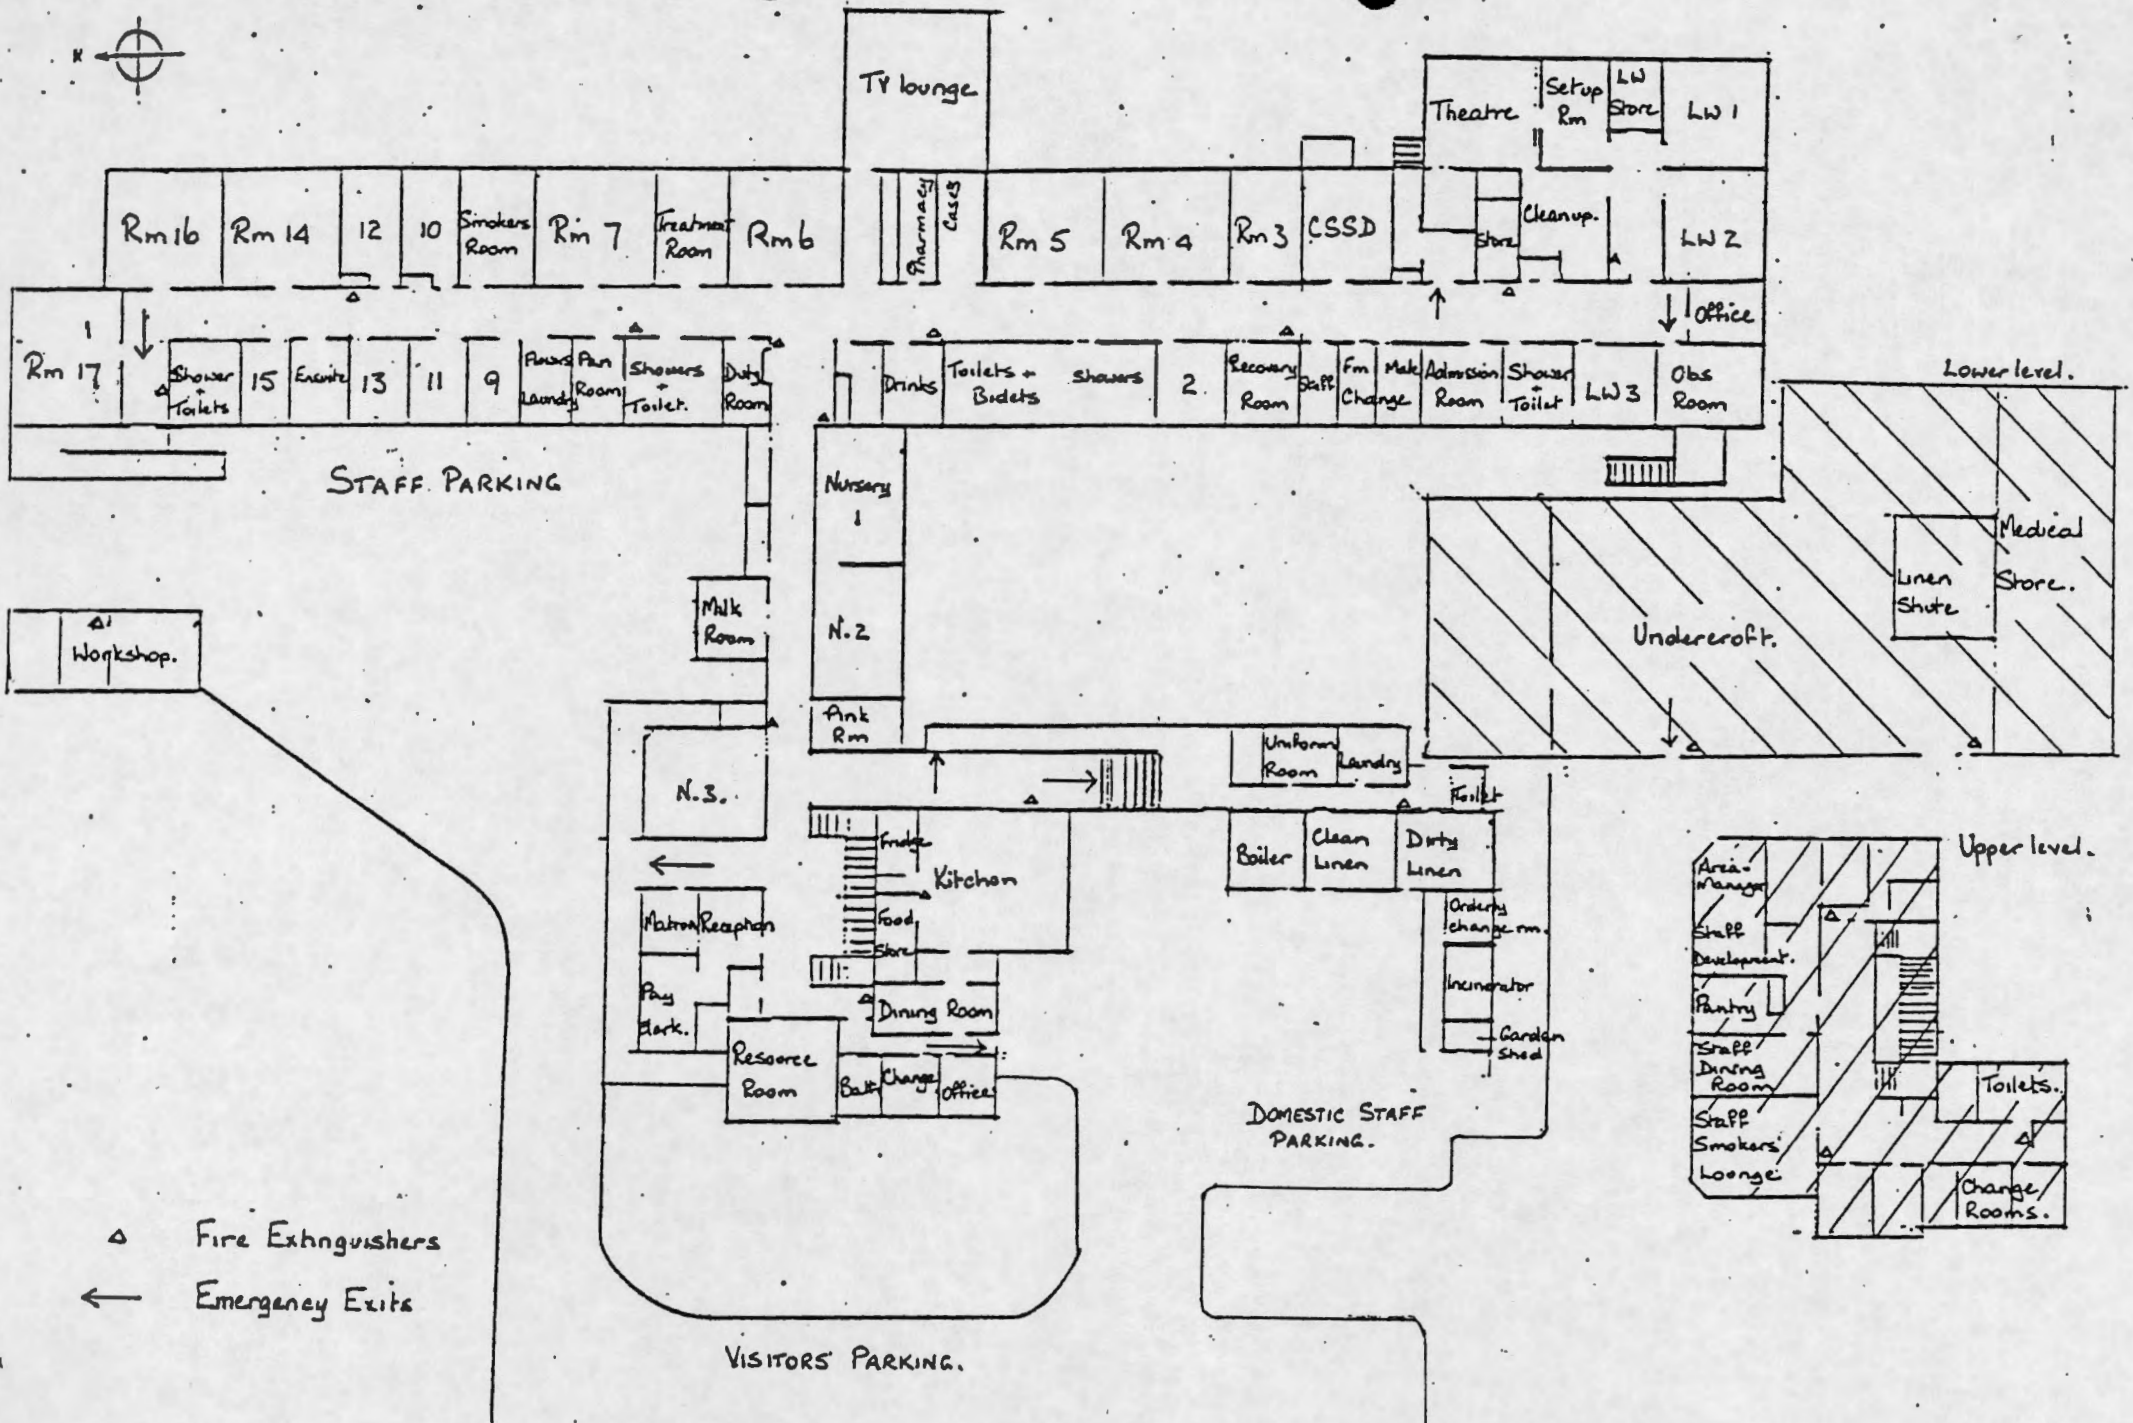 N
TV lounge
Theatre
Setup
Rm
LW
Store
LW 1
Rm 16
Rm 14
12
10
Smokers
Room
Rm 7
Treatment
Room
Rm 6
Pharmacy
Cases
Rm 5
Rm 4
Rm 3
CSSD
Store
Cleanup.
LW 2
Office
1
Rm 17
Shower
+
Toilets
15
Ensuite
13
11
9
Flowers
Laundry
Pan
Room
Showers
+
Toilet.
Duty
Room
Drinks
Toilets +
Bidets
Showers
2
Recovery
Room
Staff
Fm
Male
Change
Admission
Room
Shower
+
Toilet
LW 3
Obs
Room
Lower level.
STAFF PARKING
Nursery
1
Milk
Room
N.2
Workshop.
Pink
Rm
N.3.
Undercroft.
Linen
Shute
Medical
Store.
Uniform
Room
Laundry
Toilet
Boiler
Clean
Linen
Dirty
Linen
Fridge
Kitchen
Food
Store
Matron
Reception
Pay
Clerk.
Dining Room
Resource
Room
Bath
Change
Office
Orderly
change rm.
Incinerator
Garden
Shed
DOMESTIC STAFF
PARKING.
Upper level.
Area
Manager
Staff
Development.
Pantry
Staff
Dining
Room
Staff
Smokers'
Lounge
Toilets.
Change
Rooms.
Fire Extinguishers
Emergency Exits
VISITORS' PARKING.